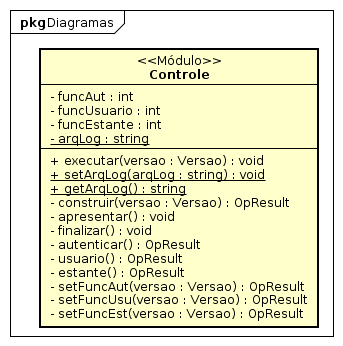 pkg Diagramas
<<Módulo>>
Controle
- funcAut : int
- funcUsuario : int
- funcEstante : int
- arqLog : string
+ executar(versao : Versao) : void
+ setArqLog(arqLog : string) : void
+ getArqLog() : string
- construir(versao : Versao) : OpResult
- apresentar() : void
- finalizar() : void
- autenticar() : OpResult
- usuario() : OpResult
- estante() : OpResult
- setFuncAut(versao : Versao) : OpResult
- setFuncUsu(versao : Versao) : OpResult
- setFuncEst(versao : Versao) : OpResult